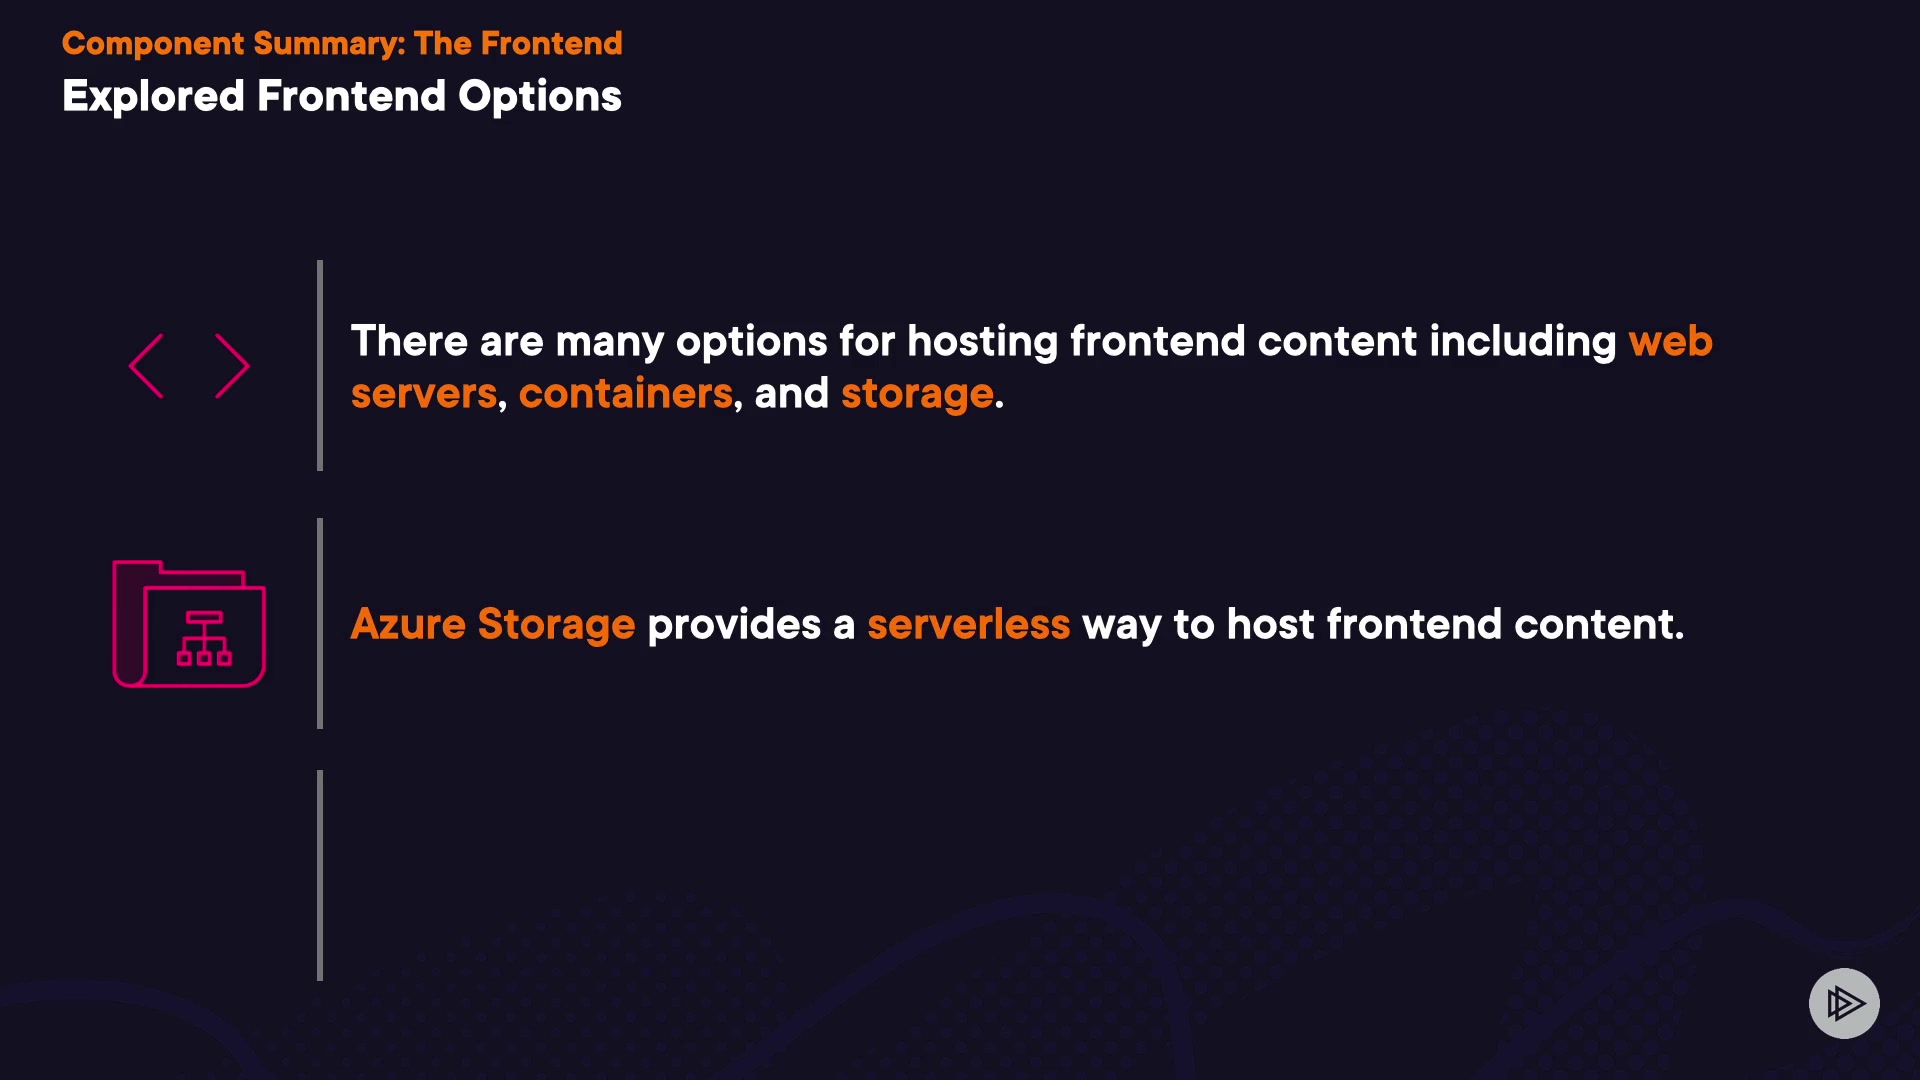 Component Summary: The Frontend
Explored Frontend Options
There are many options for hosting frontend content including web
servers, containers, and storage.
Azure Storage provides a serverless way to host frontend content.